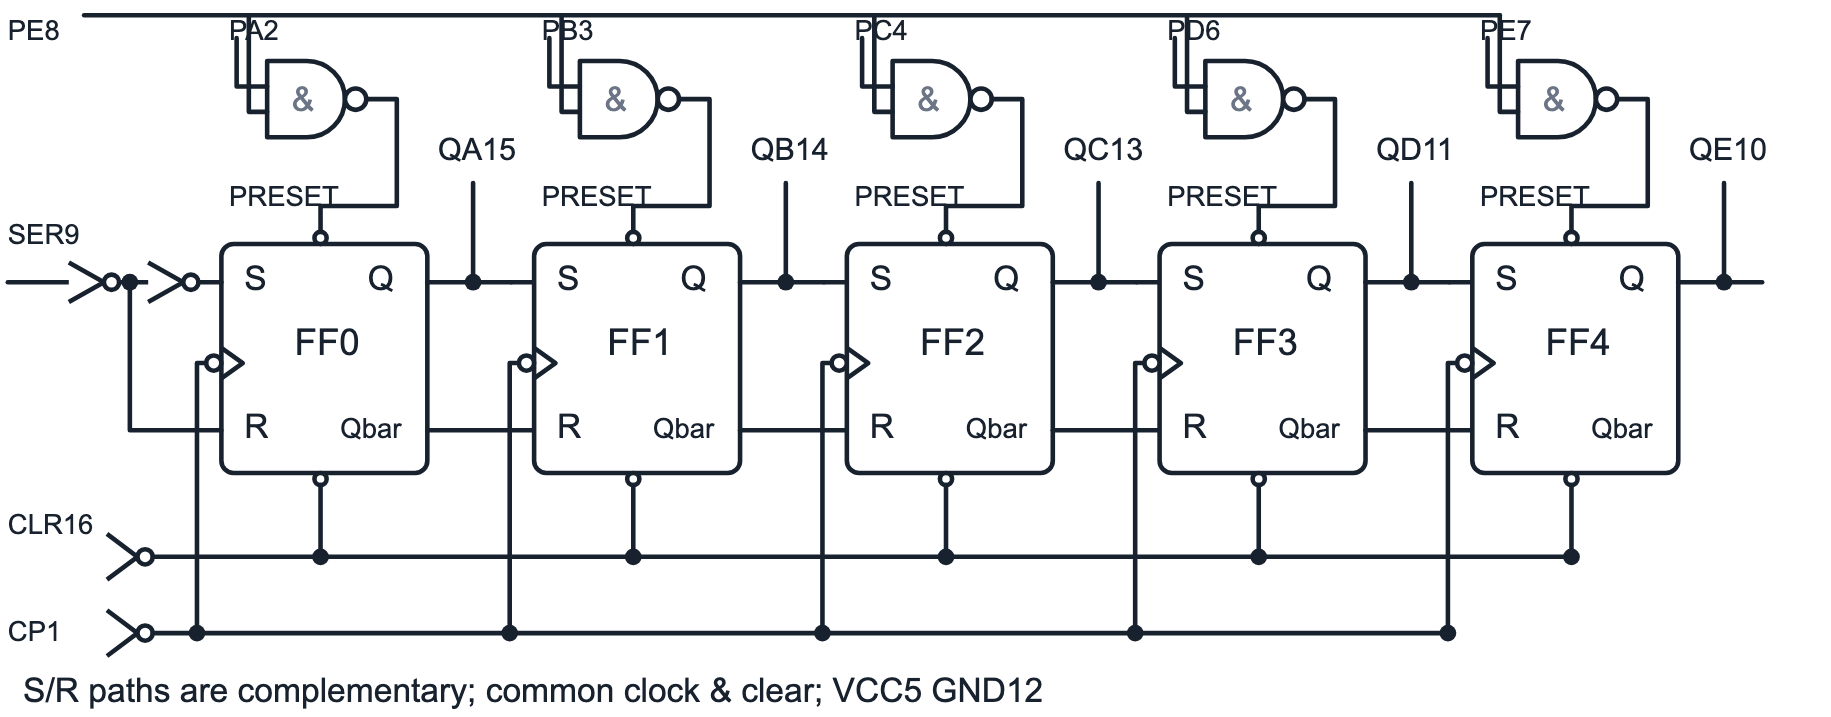 PE8 PA2 PB3 PC4 PD6 PE7
& & & & &
QA15 QB14 QC13 QD11 QE10
PRESET PRESET PRESET PRESET PRESET
SER9
S Q S Q S Q S Q S Q
FF0 FF1 FF2 FF3 FF4
R Qbar R Qbar R Qbar R Qbar R Qbar
CLR16
CP1
S/R paths are complementary; common clock & clear; VCC5 GND12